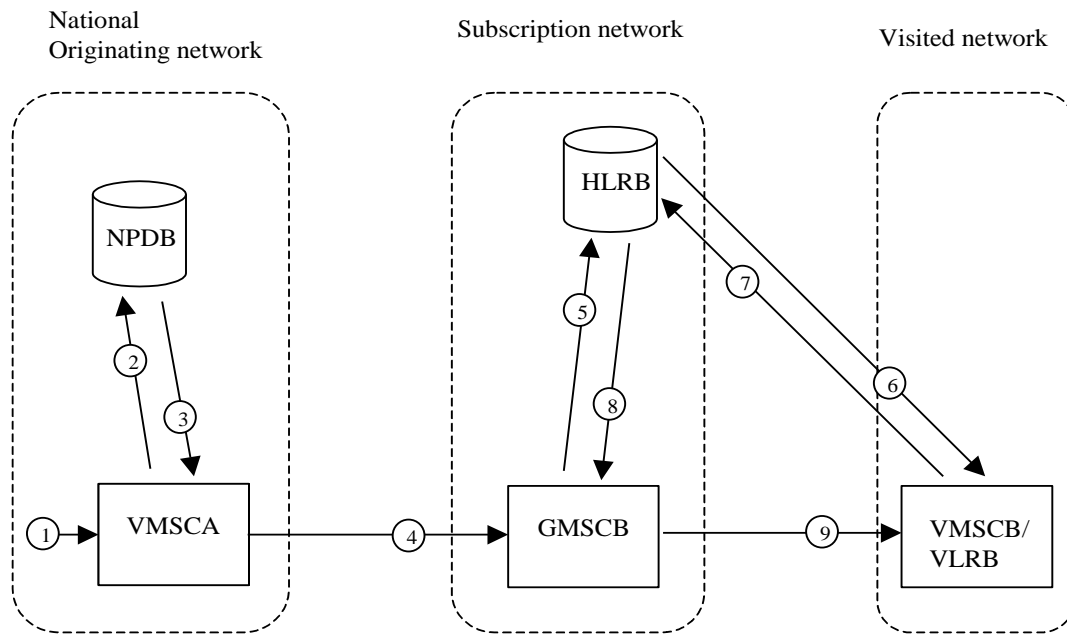 National
Originating network
Subscription network
Visited network
HLRB
NPDB
7
5
2
6
3
8
VMSCA
GMSCB
VMSCB/
VLRB
1
4
9